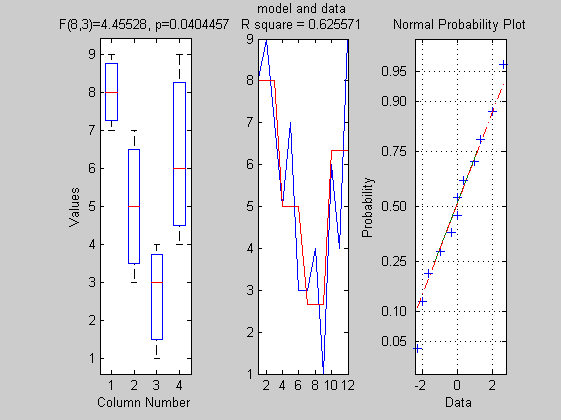 F(8,3)=4.45528, p=0.0404457
9
8
7
6
5
4
3
2
1
Values
1 2 3 4
Column Number
model and data
R square = 0.625571
9
8
7
6
5
4
3
2
1
2 4 6 8 10 12
Normal Probability Plot
0.95
0.90
0.75
0.50
0.25
0.10
0.05
Probability
-2 0 2
Data